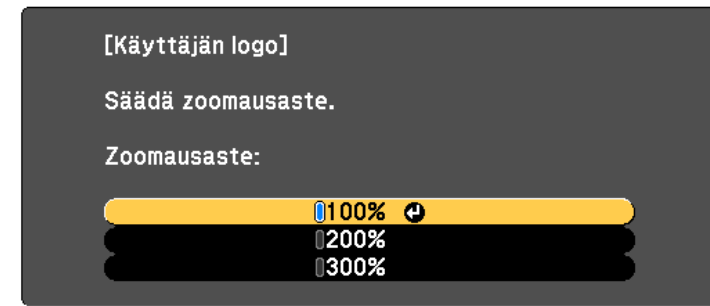 [Käyttäjän logo]
Säädä zoomausaste.
Zoomausaste:
100%
200%
300%